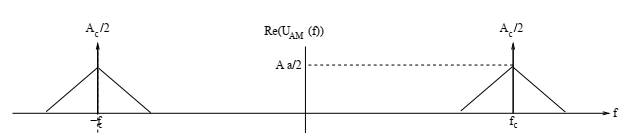 A_c/2
Re(U_AM (f))
A_c/2
A a/2
f
−f_c
f_c